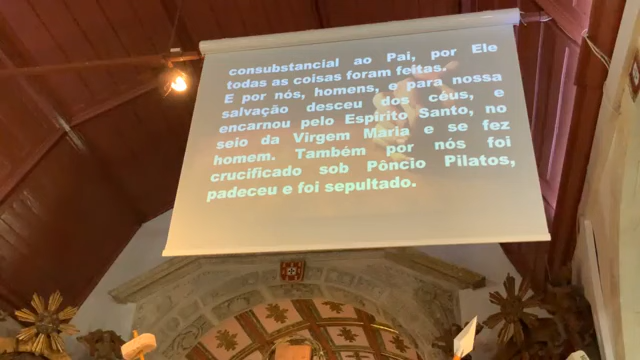 consubstancial ao Pai, por Ele
todas as coisas foram feitas.
E por nós, homens, e para nossa
salvação desceu dos céus, e
encarnou pelo Espírito Santo, no
seio da Virgem Maria e se fez
homem. Também por nós foi
crucificado sob Pôncio Pilatos,
padeceu e foi sepultado.